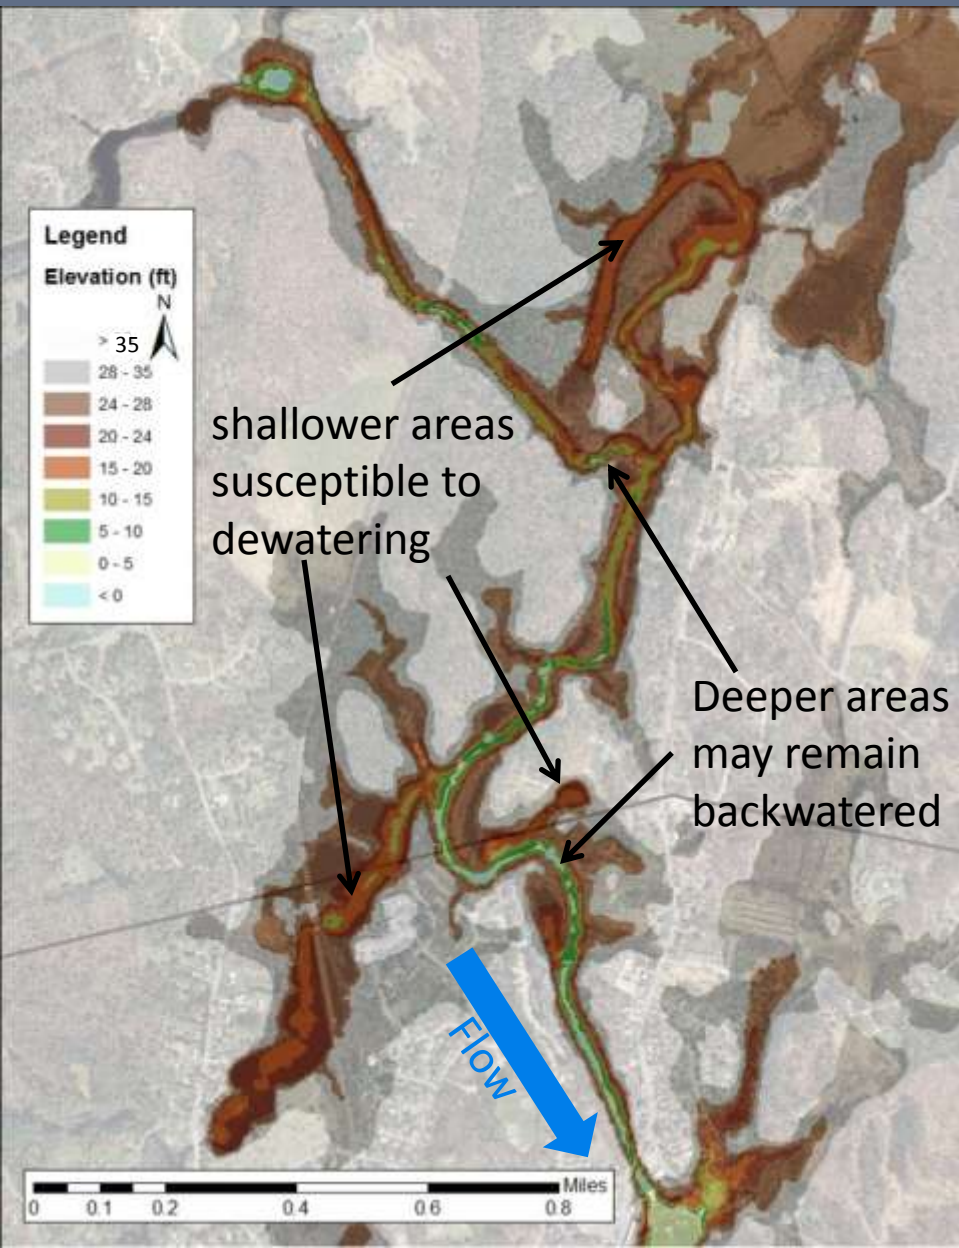 Legend
Elevation (ft)
N
> 35
28 - 35
24 - 28
20 - 24
15 - 20
10 - 15
5 - 10
0 - 5
< 0
shallower areas
susceptible to
dewatering
Deeper areas
may remain
backwatered
Flow
Miles
0 0.1 0.2 0.4 0.6 0.8